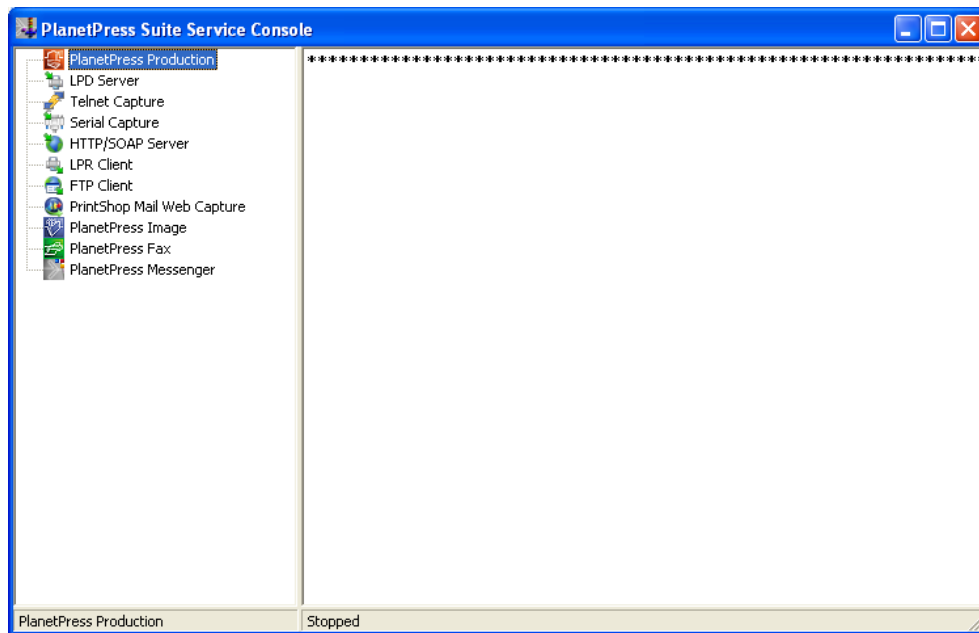 PlanetPress Suite Service Console
PlanetPress Production
LPD Server
Telnet Capture
Serial Capture
HTTP/SOAP Server
LPR Client
FTP Client
PrintShop Mail Web Capture
PlanetPress Image
PlanetPress Fax
PlanetPress Messenger
************************************************************************
PlanetPress Production
Stopped